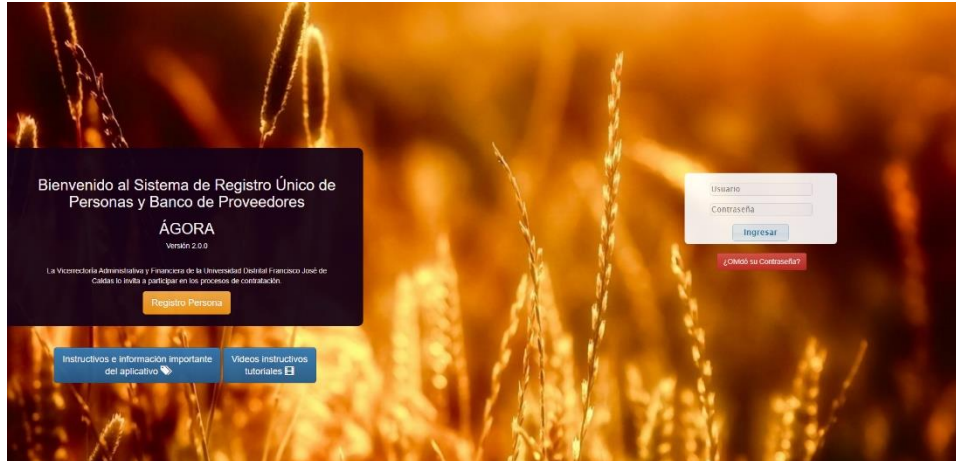 Bienvenido al Sistema de Registro Único de
Personas y Banco de Proveedores
ÁGORA
Versión 2.0.0
La Vicerrectoría Administrativa y Financiera de la Universidad Distrital Francisco José de
Caldas lo invita a participar en los procesos de contratación.
Registro Persona
Instructivos e información importante
del aplicativo
Videos instructivos
tutoriales
Usuario
Contraseña
Ingresar
¿Olvidó su Contraseña?